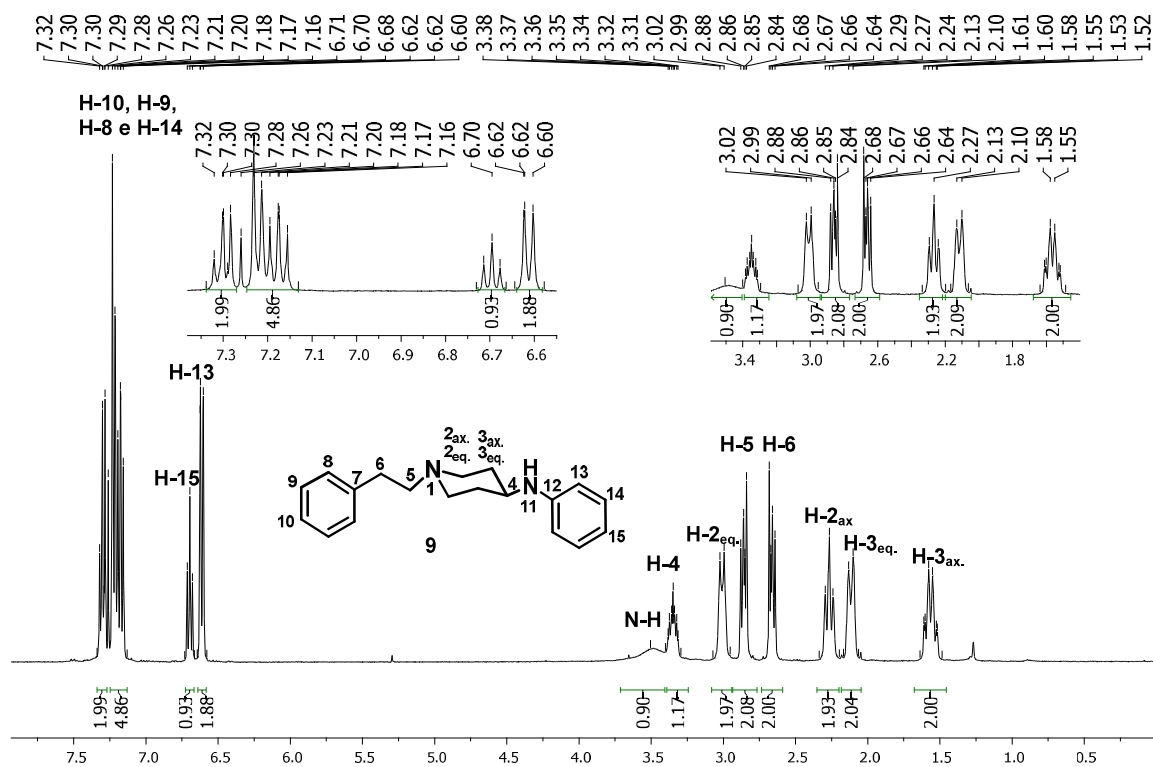 7.32 7.30 7.30 7.29 7.28 7.26 7.23 7.21 7.20 7.18 7.17 7.16 6.71 6.70 6.68 6.62 6.62 6.60 3.38 3.37 3.36 3.35 3.34 3.32 3.31 3.02 2.99 2.88 2.86 2.85 2.84 2.68 2.67 2.66 2.64 2.29 2.27 2.24 2.13 2.10 1.61 1.60 1.58 1.55 1.53 1.52
H-10, H-9,
H-8 e H-14
7.32 7.30 7.30 7.28 7.26 7.23 7.21 7.20 7.18 7.17 7.16 6.70 6.62 6.62 6.60
3.02 2.99 2.88 2.86 2.85 2.84 2.68 2.67 2.66 2.64 2.27 2.13 2.10 1.58 1.55
1.99 4.86 0.93 1.88
7.3 7.2 7.1 7.0 6.9 6.8 6.7 6.6
0.90 1.17 1.97 2.08 2.00 1.93 2.09 2.00
3.4 3.0 2.6 2.2 1.8
H-13
H-15
2ax. 3ax.
2eq. 3eq.
8 6 H 13
9 7 5 N 4 N 12 14
1 11
10 15
9
H-5 H-6
H-2eq.
H-2ax
H-3eq.
H-3ax.
H-4
N-H
1.99 4.86 0.93 1.88 0.90 1.17 1.97 2.08 2.00 1.93 2.04 2.00
7.5 7.0 6.5 6.0 5.5 5.0 4.5 4.0 3.5 3.0 2.5 2.0 1.5 1.0 0.5